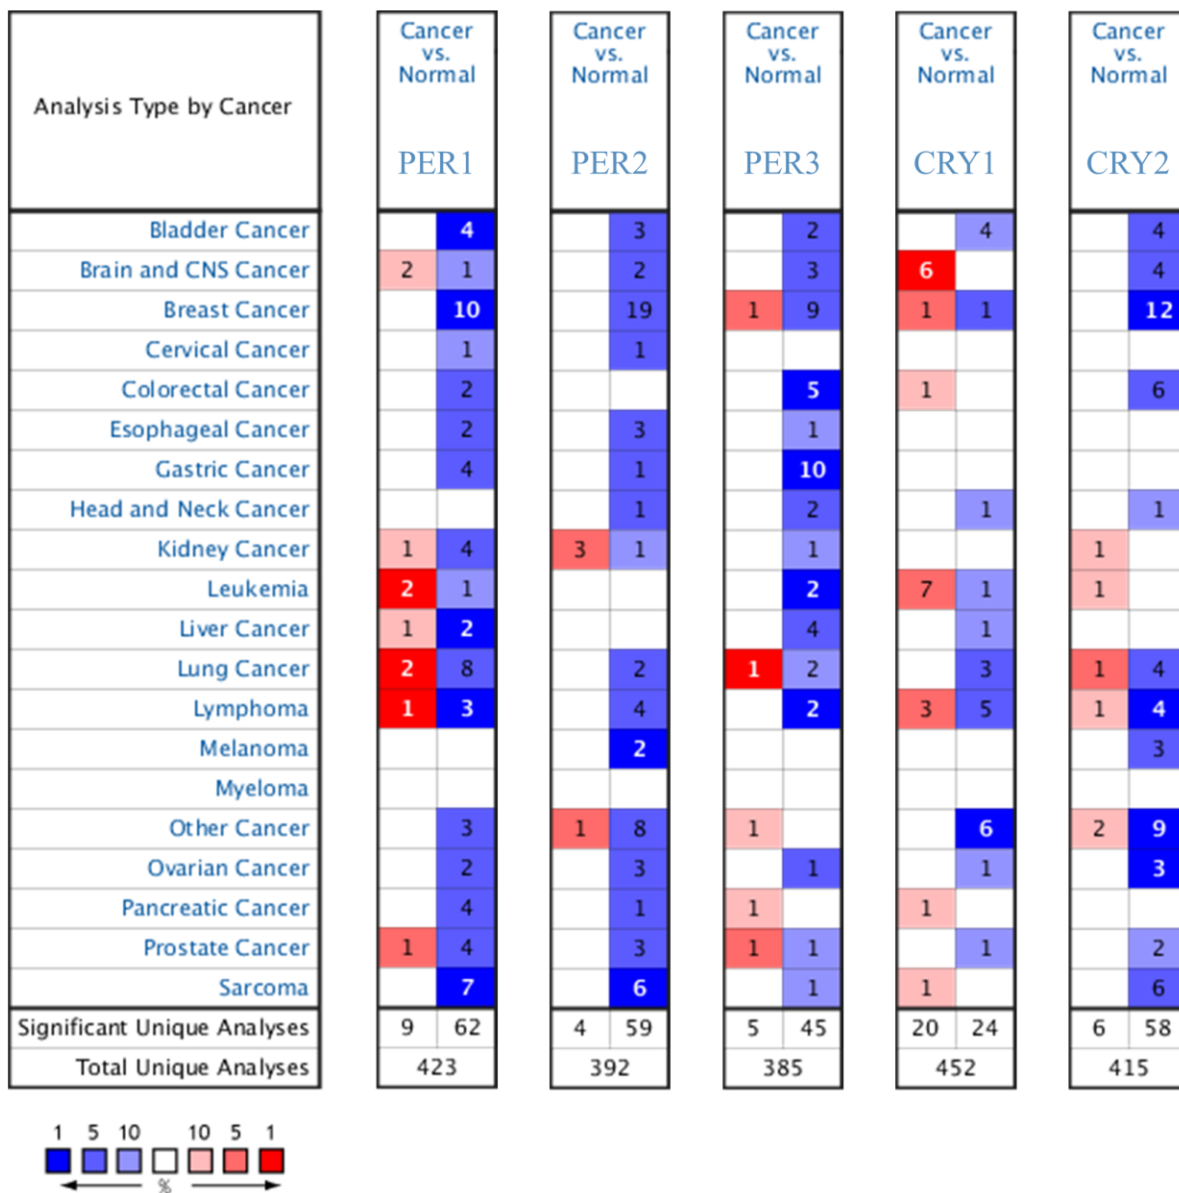 Cancer vs. Normal Cancer vs. Normal Cancer vs. Normal Cancer vs. Normal Cancer vs. Normal
Analysis Type by Cancer
PER1 PER2 PER3 CRY1 CRY2
Bladder Cancer 4 3 2 4 4
Brain and CNS Cancer 2 1 2 3 6 4
Breast Cancer 10 19 1 9 1 1 12
Cervical Cancer 1 1
Colorectal Cancer 2 5 1 6
Esophageal Cancer 2 3 1
Gastric Cancer 4 1 10
Head and Neck Cancer 1 2 1 1
Kidney Cancer 1 4 3 1 1 1
Leukemia 2 1 2 7 1 1
Liver Cancer 1 2 4 1
Lung Cancer 2 8 2 1 2 3 1 4
Lymphoma 1 3 4 2 3 5 1 4
Melanoma 2 3
Myeloma
Other Cancer 3 1 8 1 6 2 9
Ovarian Cancer 2 3 1 1 3
Pancreatic Cancer 4 1 1 1
Prostate Cancer 1 4 3 1 1 1 2
Sarcoma 7 6 1 1 6
Significant Unique Analyses 9 62 4 59 5 45 20 24 6 58
Total Unique Analyses 423 392 385 452 415
1 5 10 10 5 1
%